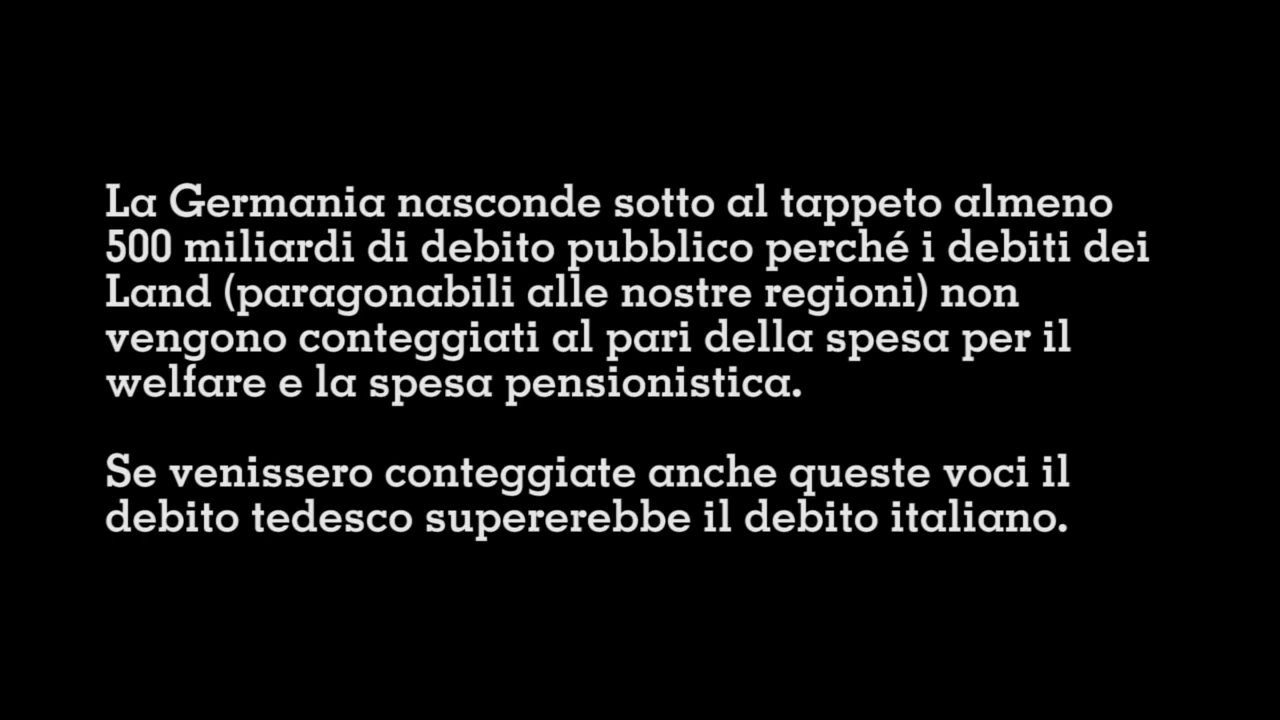 La Germania nasconde sotto al tappeto almeno
500 miliardi di debito pubblico perché i debiti dei
Land (paragonabili alle nostre regioni) non
vengono conteggiati al pari della spesa per il
welfare e la spesa pensionistica.
Se venissero conteggiate anche queste voci il
debito tedesco supererebbe il debito italiano.